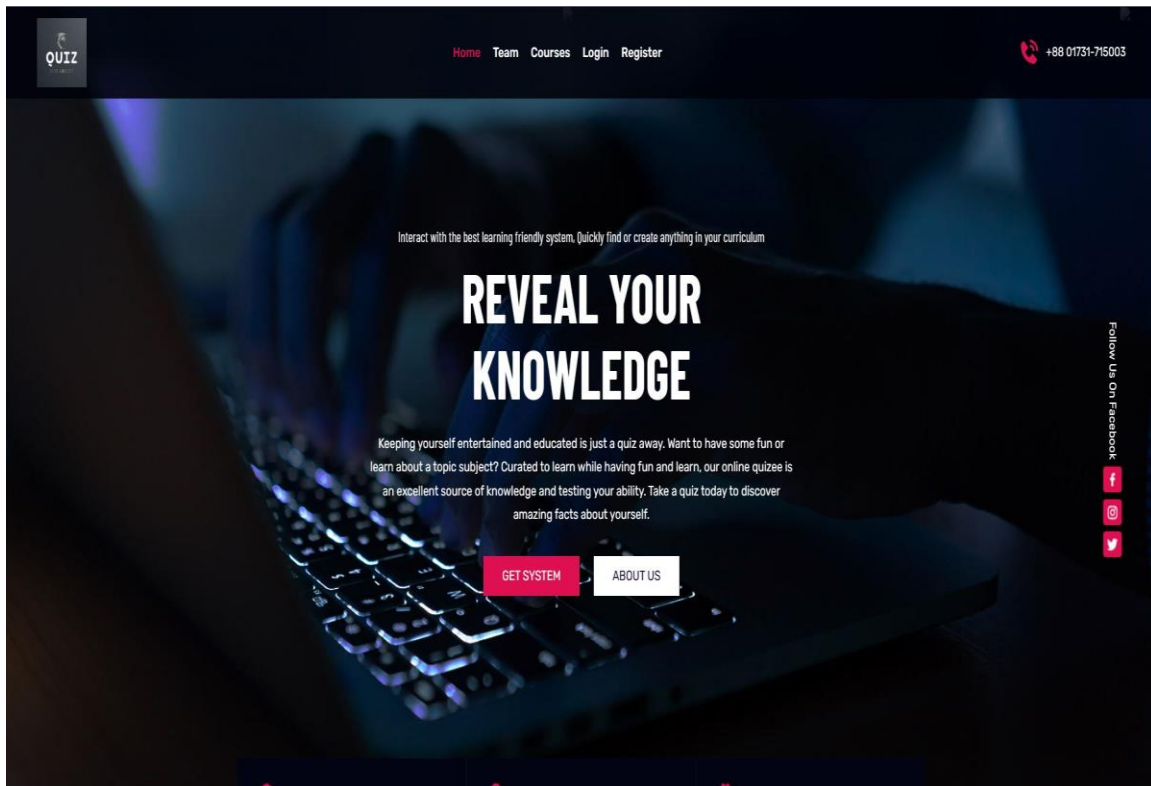 QUIZ
Home Team Courses Login Register
+88 01731-715003
Interact with the best learning friendly system, Quickly find or create anything in your curriculum
REVEAL YOUR
KNOWLEDGE
Keeping yourself entertained and educated is just a quiz away. Want to have some fun or
learn about a topic subject? Curated to learn while having fun and learn, our online quizee is
an excellent source of knowledge and testing your ability. Take a quiz today to discover
amazing facts about yourself.
GET SYSTEM
ABOUT US
Follow Us On Facebook